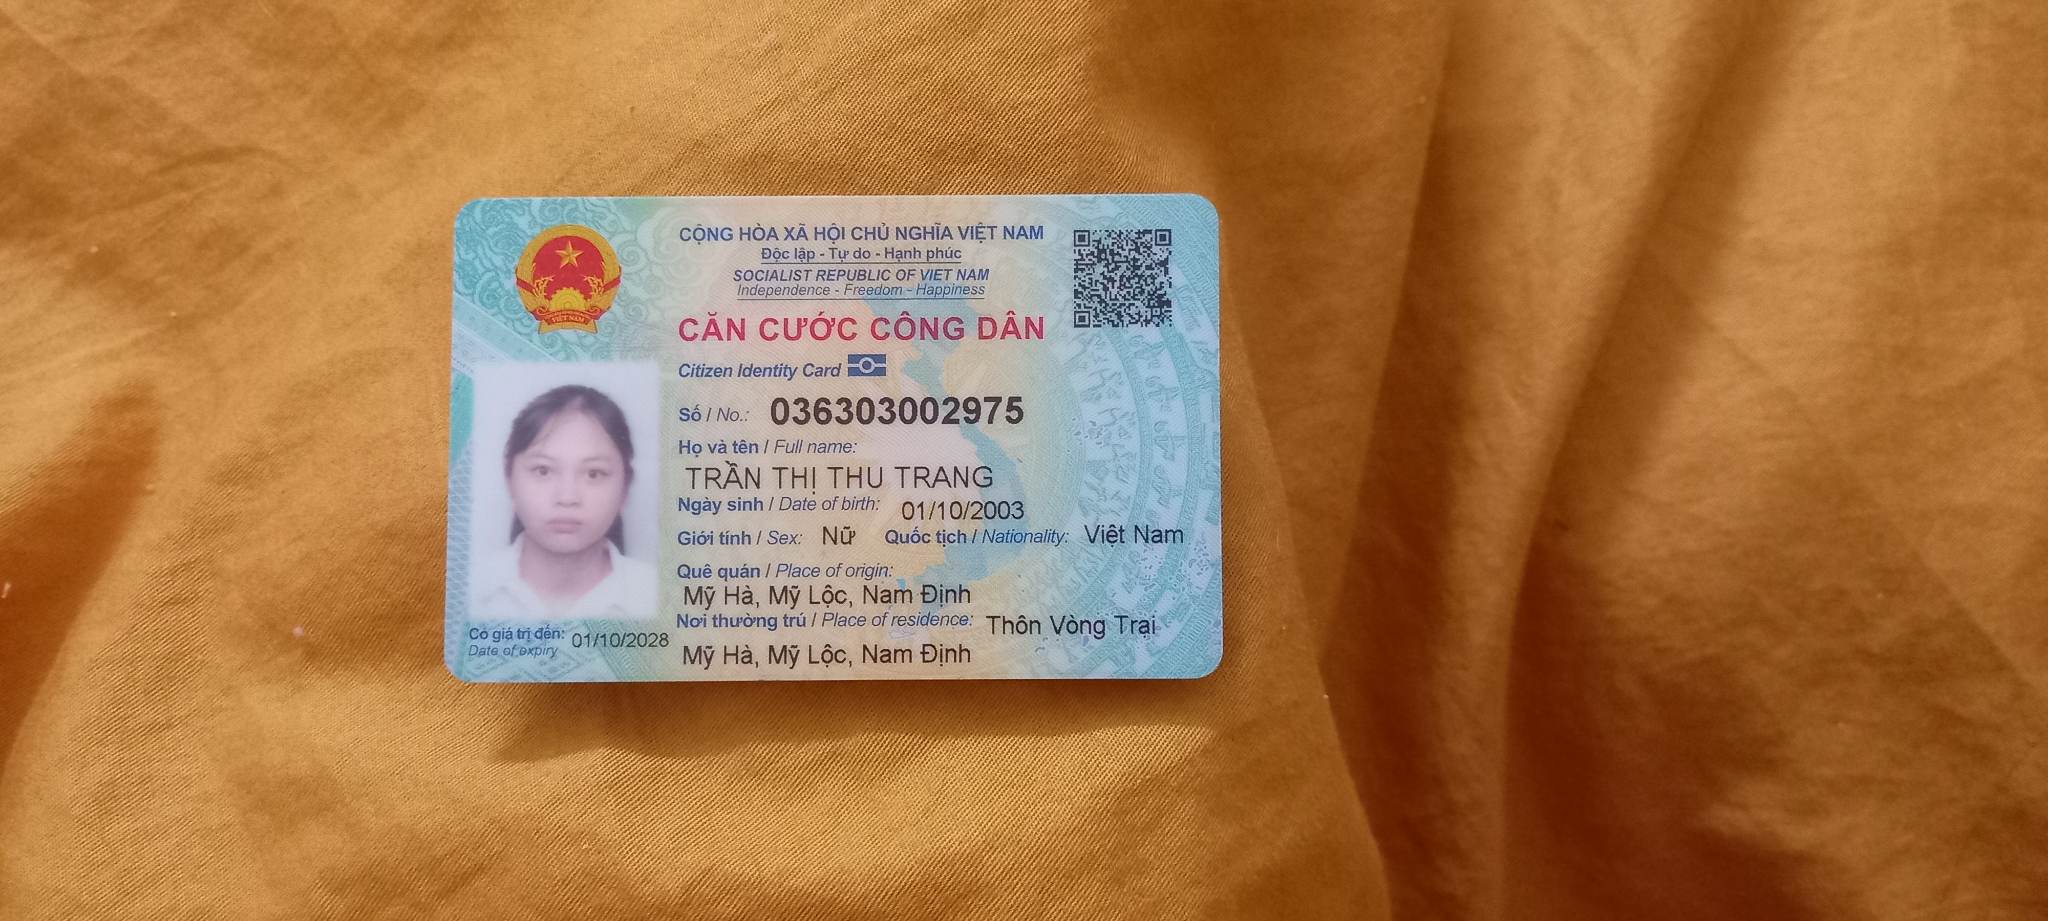 CỘNG HÒA XÃ HỘI CHỦ NGHĨA VIỆT NAM
Độc lập - Tự do - Hạnh phúc
SOCIALIST REPUBLIC OF VIET NAM
Independence - Freedom - Happiness
CĂN CƯỚC CÔNG DÂN
Citizen Identity Card
Số / No.: 036303002975
Họ và tên / Full name:
TRẦN THỊ THU TRANG
Ngày sinh / Date of birth: 01/10/2003
Giới tính / Sex: Nữ Quốc tịch / Nationality: Việt Nam
Quê quán / Place of origin:
Mỹ Hà, Mỹ Lộc, Nam Định
Nơi thường trú / Place of residence: Thôn Vòng Trại
Mỹ Hà, Mỹ Lộc, Nam Định
Có giá trị đến: 01/10/2028
Date of expiry
VIỆT NAM